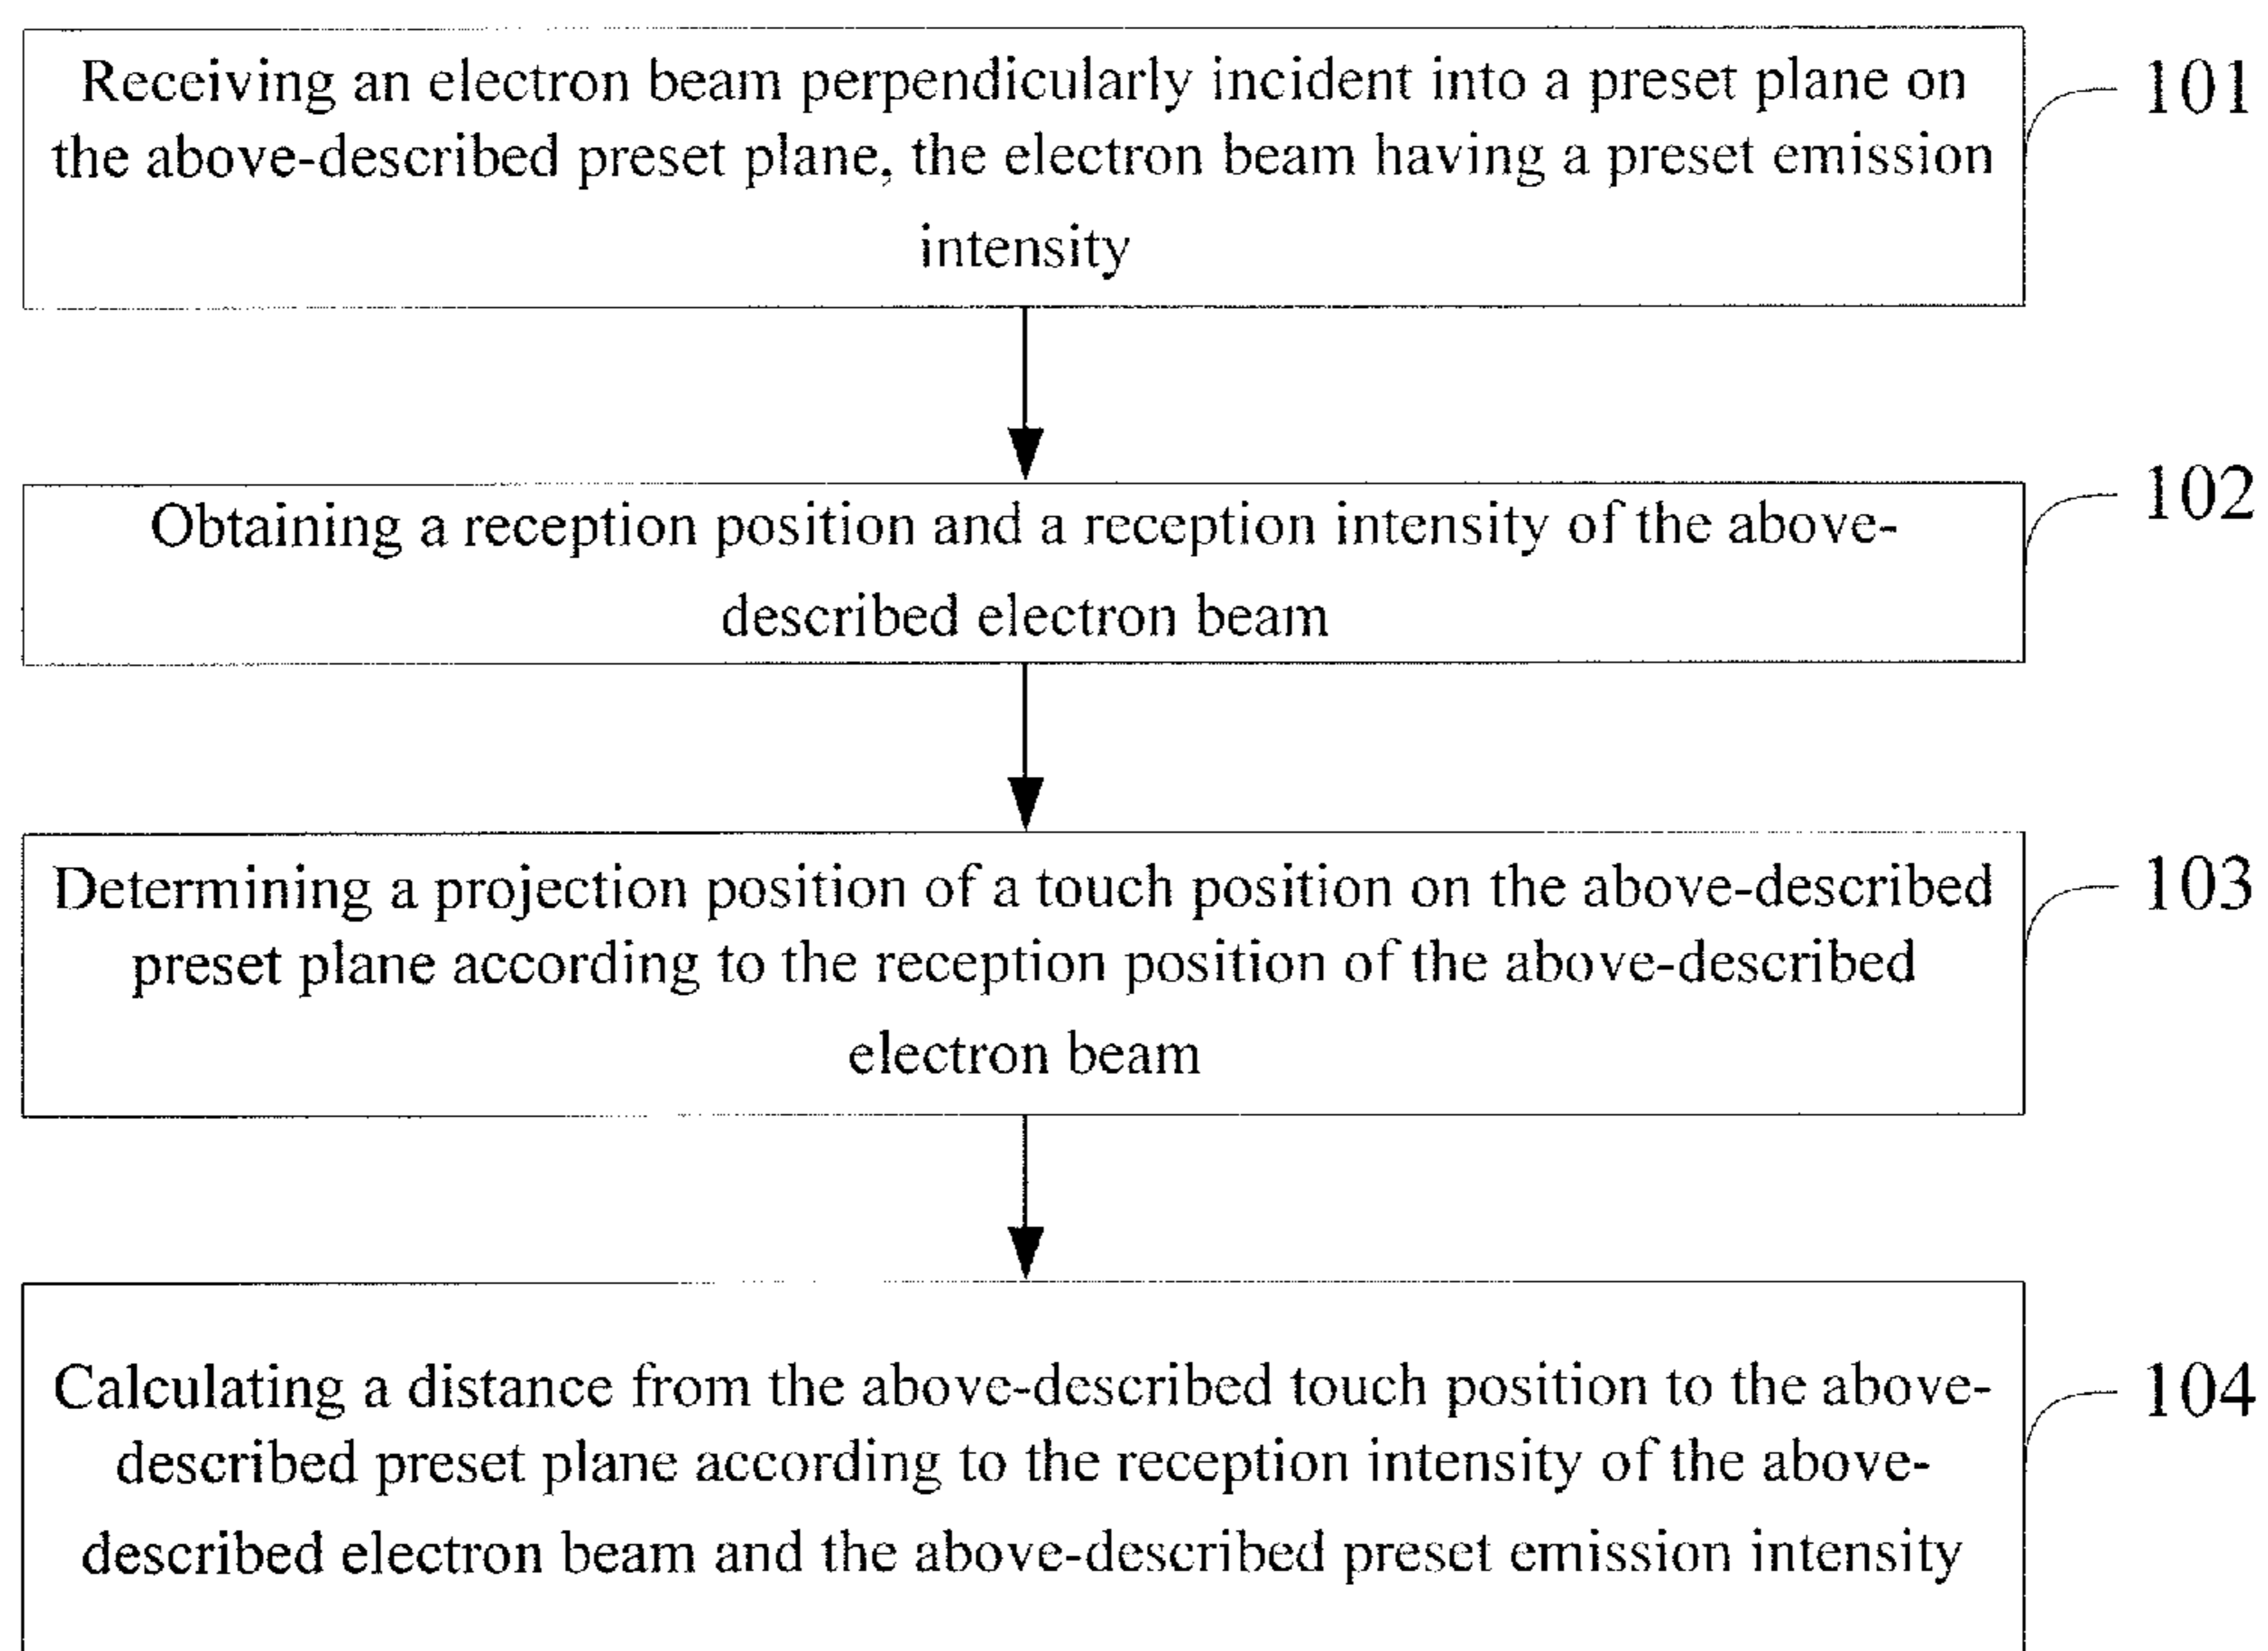 Receiving an electron beam perpendicularly incident into a preset plane on
the above-described preset plane, the electron beam having a preset emission
intensity
101
Obtaining a reception position and a reception intensity of the above-
described electron beam
102
Determining a projection position of a touch position on the above-described
preset plane according to the reception position of the above-described
electron beam
103
Calculating a distance from the above-described touch position to the above-
described preset plane according to the reception intensity of the above-
described electron beam and the above-described preset emission intensity
104